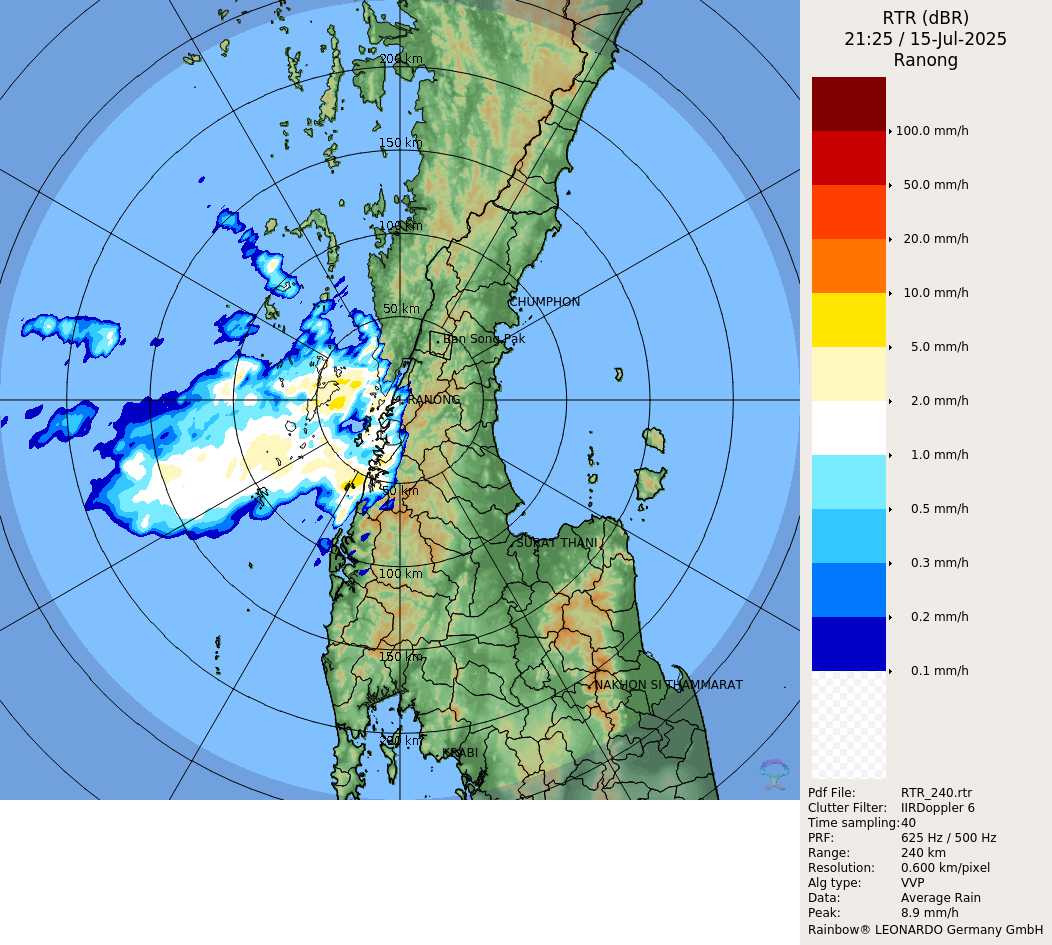 RTR (dBR)
21:25 / 15-Jul-2025
Ranong
200 km
150 km
100 km
50 km
CHUMPHON
Ban Song Pak
RANONG
50 km
SURAT THANI
100 km
150 km
NAKHON SI THAMMARAT
200 km
KRABI
100.0 mm/h
50.0 mm/h
20.0 mm/h
10.0 mm/h
5.0 mm/h
2.0 mm/h
1.0 mm/h
0.5 mm/h
0.3 mm/h
0.2 mm/h
0.1 mm/h
Pdf File: RTR_240.rtr
Clutter Filter: IIRDoppler 6
Time sampling:40
PRF: 625 Hz / 500 Hz
Range: 240 km
Resolution: 0.600 km/pixel
Alg type: VVP
Data: Average Rain
Peak: 8.9 mm/h
Rainbow® LEONARDO Germany GmbH